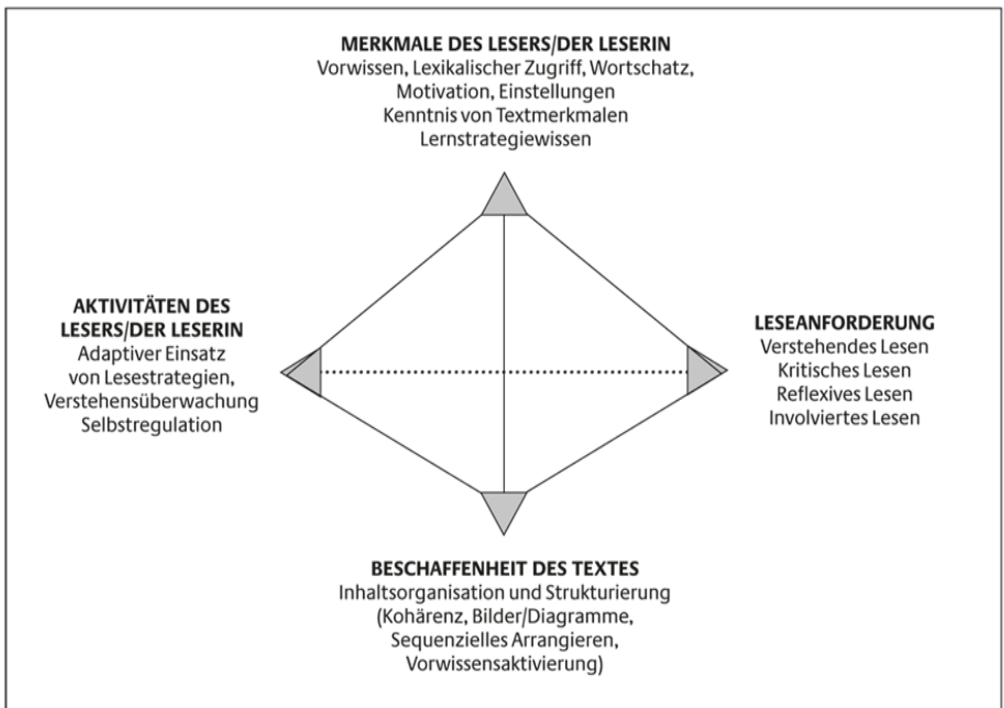 MERKMALE DES LESERS/DER LESERIN
Vorwissen, Lexikalischer Zugriff, Wortschatz,
Motivation, Einstellungen
Kenntnis von Textmerkmalen
Lernstrategiewissen
AKTIVITÄTEN DES
LESERS/DER LESERIN
Adaptiver Einsatz
von Lesestrategien,
Verstehensüberwachung
Selbstregulation
LESEANFORDERUNG
Verstehendes Lesen
Kritisches Lesen
Reflexives Lesen
Involviertes Lesen
BESCHAFFENHEIT DES TEXTES
Inhaltsorganisation und Strukturierung
(Kohärenz, Bilder/Diagramme,
Sequenzielles Arrangieren,
Vorwissensaktivierung)